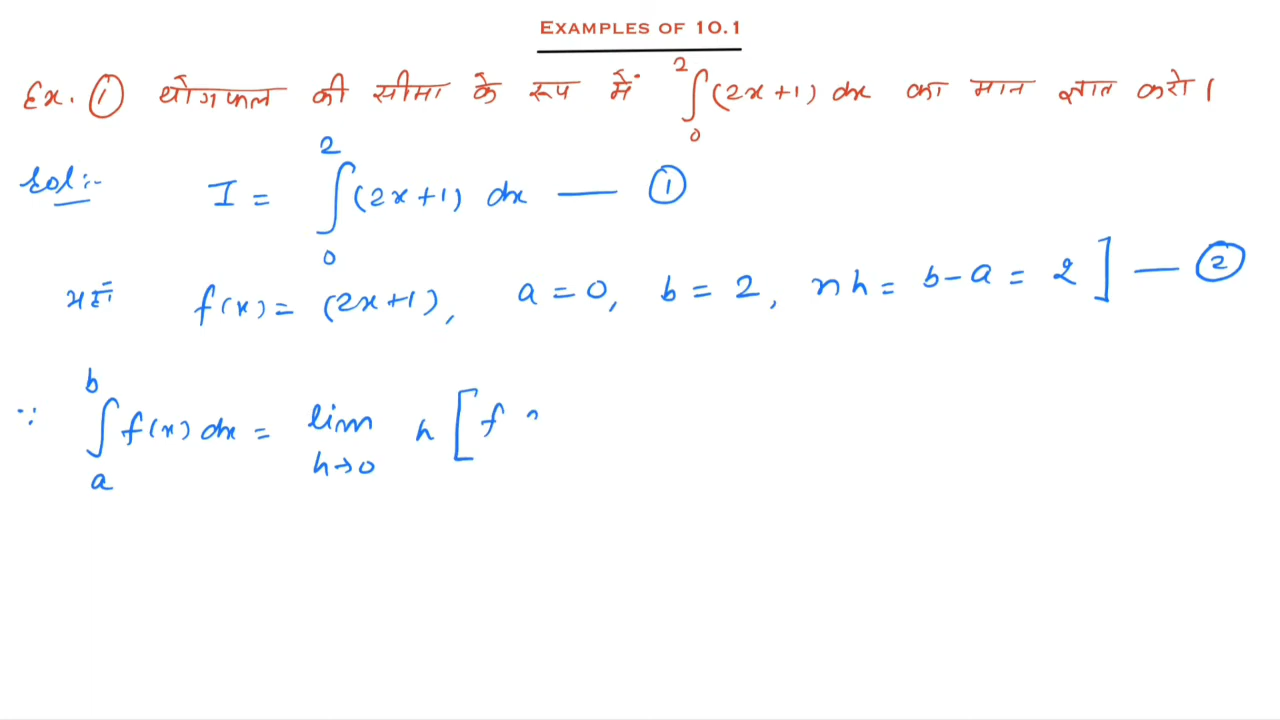 EXAMPLES OF 10.1
Ex. ① योगफल की सीमा के रूप में ∫₀² (2x+1) dx का मान ज्ञात करो।
Sol:- I = ∫₀² (2x+1) dx — ①
यहाँ f(x) = (2x+1), a = 0, b = 2, nh = b-a = 2 ] — ②
∵ ∫ₐᵇ f(x) dx = lim h→0 h [ f